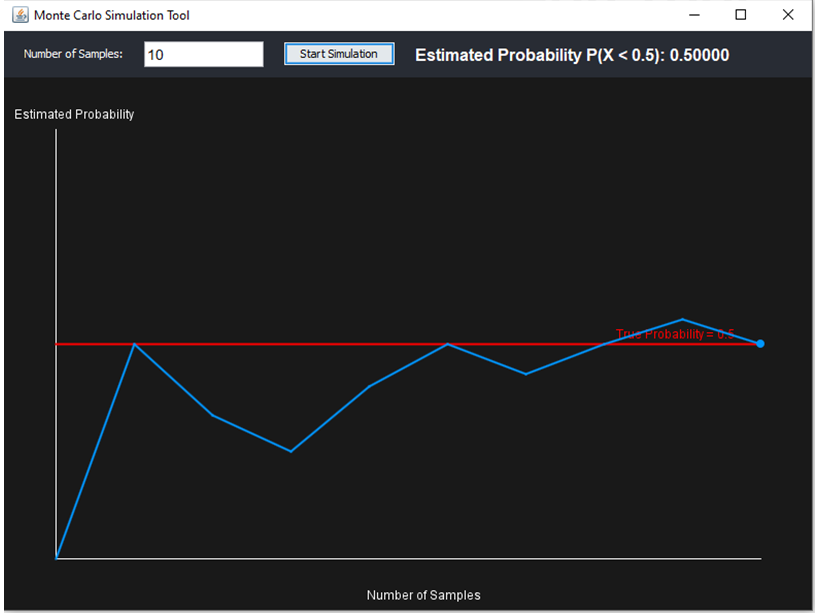 Monte Carlo Simulation Tool
Number of Samples: 10 Start Simulation Estimated Probability P(X < 0.5): 0.50000
Estimated Probability
True Probability = 0.5
Number of Samples